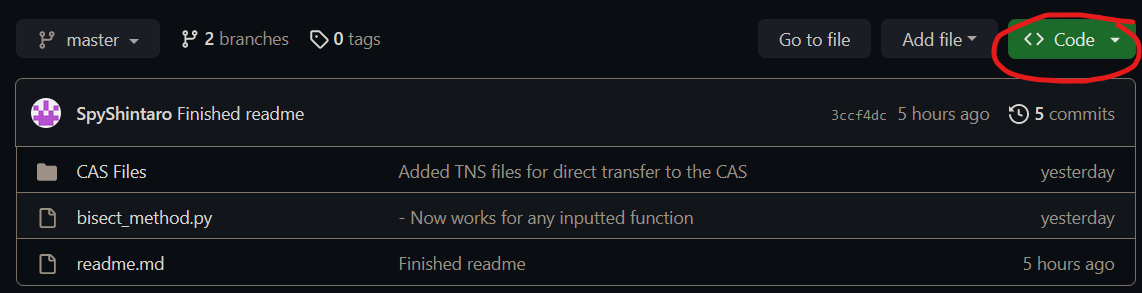 master 2 branches 0 tags Go to file Add file <> Code
SpyShintaro Finished readme 3ccf4dc 5 hours ago 5 commits
CAS Files Added TNS files for direct transfer to the CAS yesterday
bisect_method.py - Now works for any inputted function yesterday
readme.md Finished readme 5 hours ago